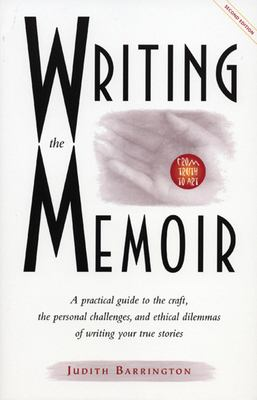 SECOND EDITION
WRITING
the
MEMOIR
FROM
TRUTH
TO ART
A practical guide to the craft,
the personal challenges, and ethical dilemmas
of writing your true stories
JUDITH BARRINGTON